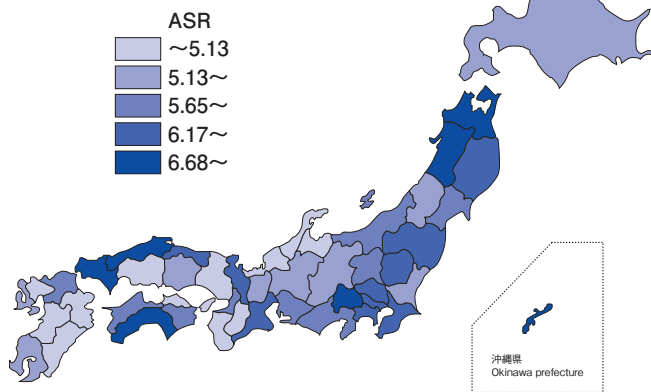 ASR
～5.13
5.13～
5.65～
6.17～
6.68～
沖縄県
Okinawa prefecture